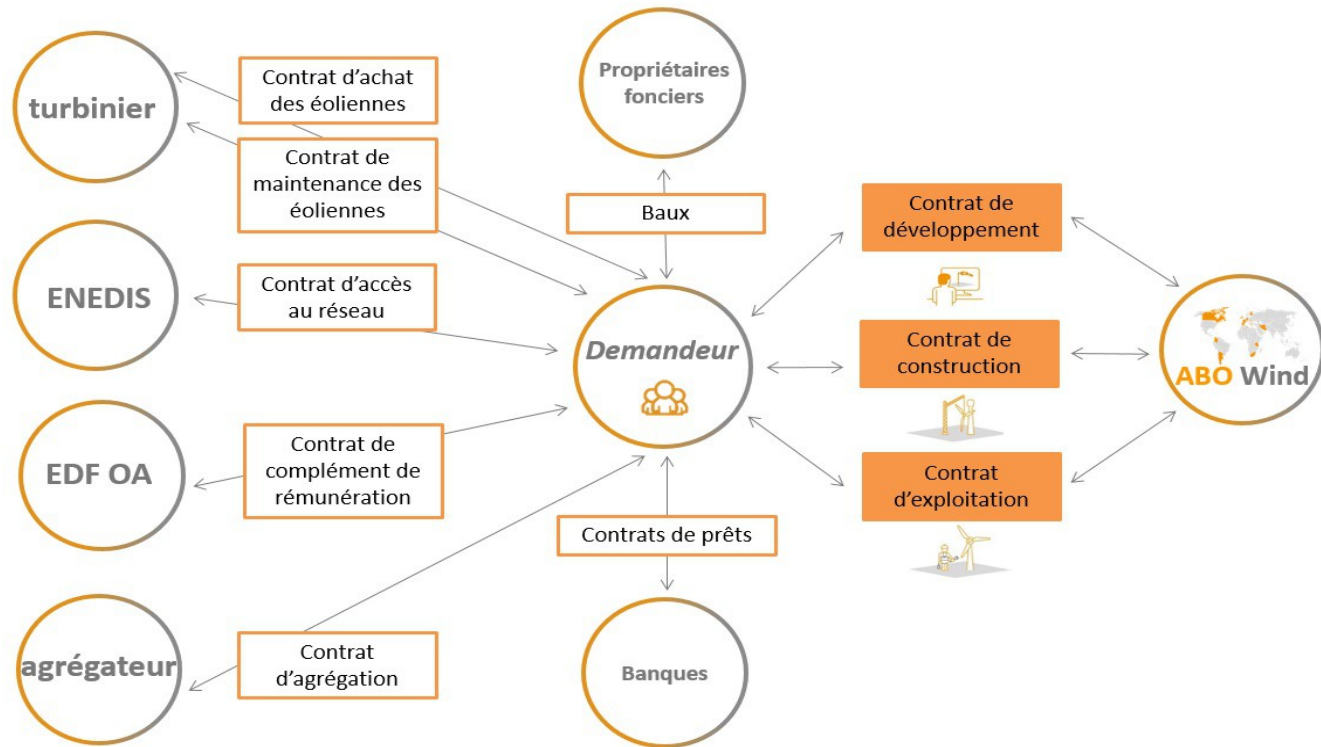 turbinier
Contrat d’achat
des éoliennes
Contrat de
maintenance des
éoliennes
ENEDIS
Contrat d’accès
au réseau
EDF OA
Contrat de
complément de
rémunération
agrégateur
Contrat
d’agrégation
Propriétaires
fonciers
Baux
Demandeur
Contrats de prêts
Banques
Contrat de
développement
Contrat de
construction
Contrat
d’exploitation
ABO Wind